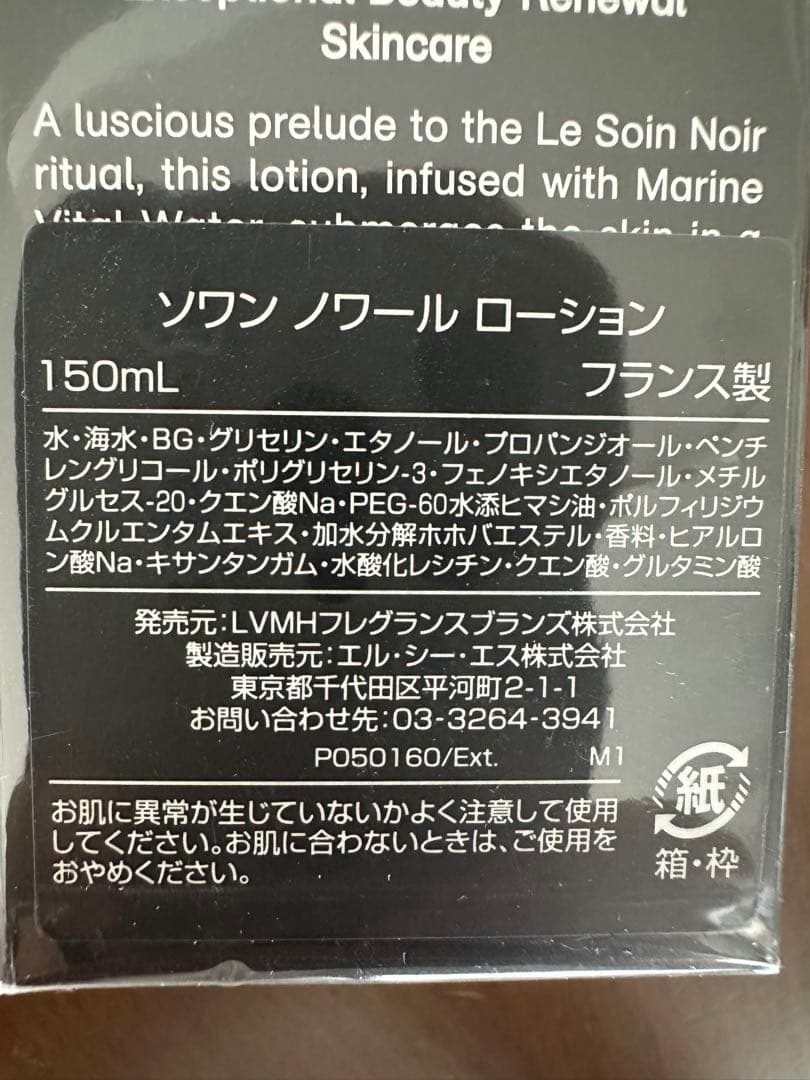 Exceptional Beauty Renewal
Skincare
A luscious prelude to the Le Soin Noir
ritual, this lotion, infused with Marine
Vital Water, submerges the skin in a
ソワン ノワール ローション
150mL フランス製
水・海水・BG・グリセリン・エタノール・プロパンジオール・ペンチ
レングリコール・ポリグリセリン-3・フェノキシエタノール・メチル
グルセス-20・クエン酸Na・PEG-60水添ヒマシ油・ポルフィリジウ
ムクルエンタムエキス・加水分解ホホバエステル・香料・ヒアルロ
ン酸Na・キサンタンガム・水酸化レシチン・クエン酸・グルタミン酸
発売元：LVMHフレグランスブランズ株式会社
製造販売元：エル・シー・エス株式会社
東京都千代田区平河町2-1-1
お問い合わせ先：03-3264-3941
P050160/Ext. M1
お肌に異常が生じていないかよく注意して使用
してください。お肌に合わないときは、ご使用を
おやめください。
紙
箱・枠